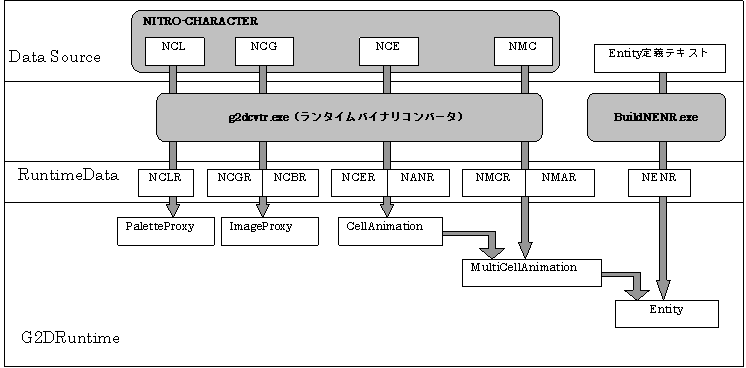 NITRO-CHARACTER
NCL NCG NCE NMC
Data Source
Entity定義テキスト
g2dcvtr.exe（ランタイムバイナリコンバータ）
BuildNENR.exe
RuntimeData
NCLR NCGR NCBR NCER NANR NMCR NMAR NENR
PaletteProxy ImageProxy CellAnimation
MultiCellAnimation
Entity
G2DRuntime